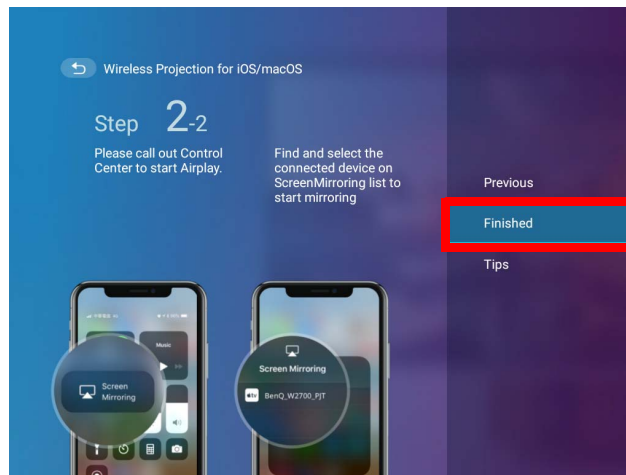 Wireless Projection for iOS/macOS
Step 2-2
Please call out Control
Center to start Airplay.
Find and select the
connected device on
ScreenMirroring list to
start mirroring
Previous
Finished
Tips
Music
Screen
Mirroring
Screen Mirroring
tv
BenQ_W2700_PJT